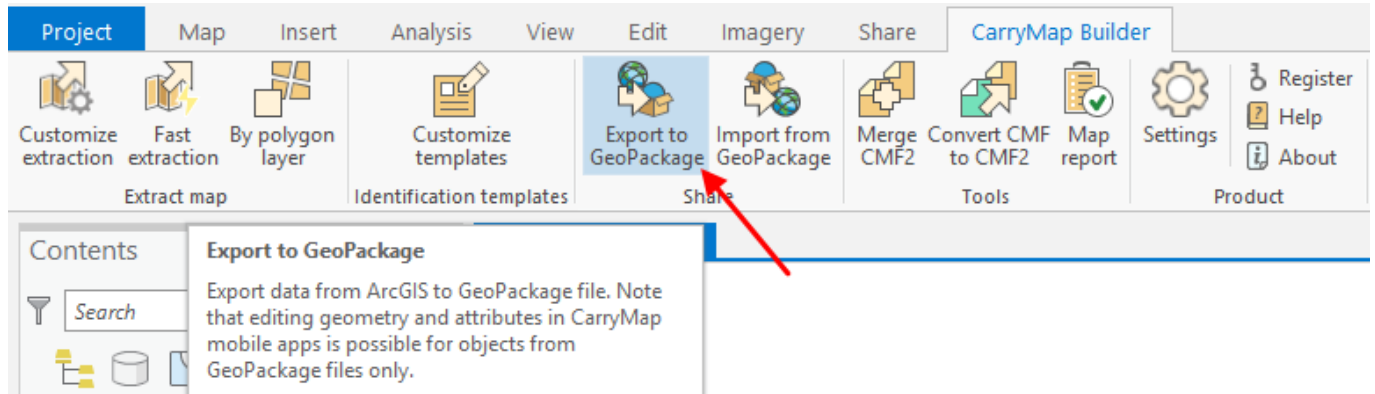 Project Map Insert Analysis View Edit Imagery Share CarryMap Builder
Customize extraction
Fast extraction
By polygon layer
Customize templates
Export to GeoPackage
Import from GeoPackage
Merge CMF2
Convert CMF to CMF2
Map report
Settings
Register
Help
About
Extract map
Identification templates
Share
Tools
Product
Contents
Search
Export to GeoPackage
Export data from ArcGIS to GeoPackage file. Note
that editing geometry and attributes in CarryMap
mobile apps is possible for objects from
GeoPackage files only.